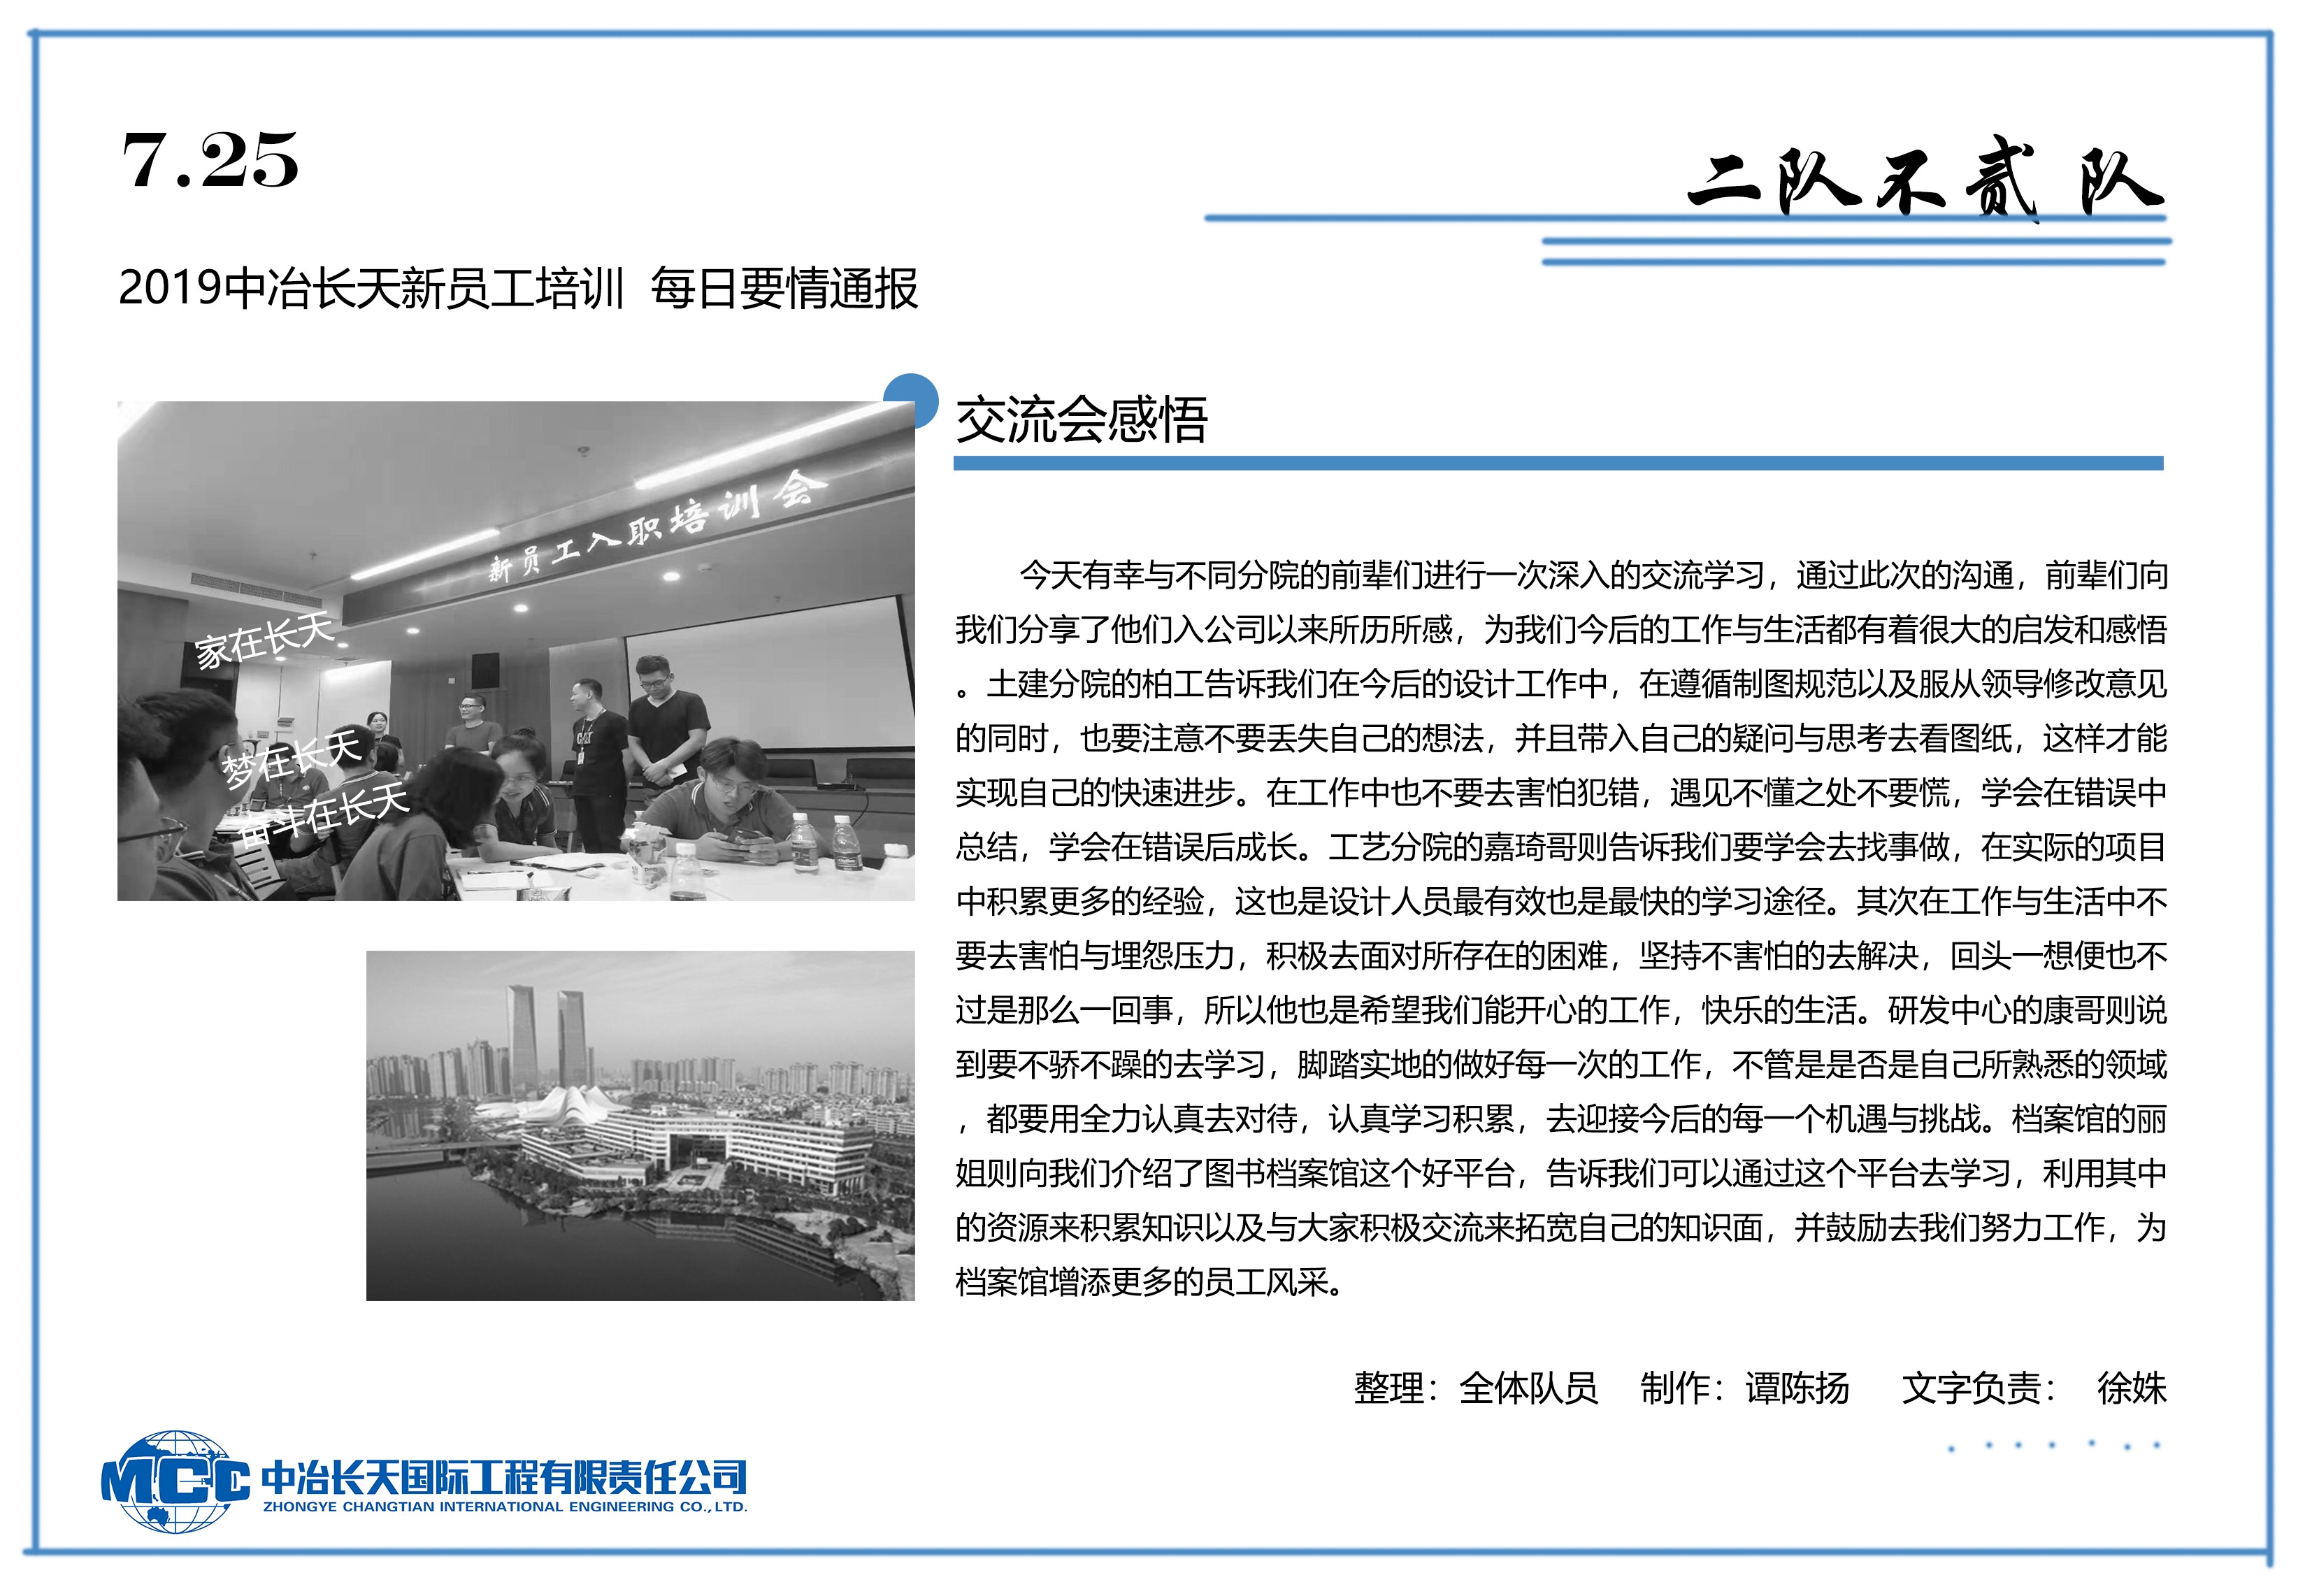 7.25
二队不贰 队
2019中冶长天新员工培训 每日要情通报
新员工入职培训会
家在长天
梦在长天
奋斗在长天
交流会感悟
今天有幸与不同分院的前辈们进行一次深入的交流学习，通过此次的沟通，前辈们向
我们分享了他们入公司以来所历所感，为我们今后的工作与生活都有着很大的启发和感悟
。土建分院的柏工告诉我们在今后的设计工作中，在遵循制图规范以及服从领导修改意见
的同时，也要注意不要丢失自己的想法，并且带入自己的疑问与思考去看图纸，这样才能
实现自己的快速进步。在工作中也不要去害怕犯错，遇见不懂之处不要慌，学会在错误中
总结，学会在错误后成长。工艺分院的嘉琦哥则告诉我们要学会去找事做，在实际的项目
中积累更多的经验，这也是设计人员最有效也是最快的学习途径。其次在工作与生活中不
要去害怕与埋怨压力，积极去面对所存在的困难，坚持不害怕的去解决，回头一想便也不
过是那么一回事，所以他也是希望我们能开心的工作，快乐的生活。研发中心的康哥则说
到要不骄不躁的去学习，脚踏实地的做好每一次的工作，不管是是否是自己所熟悉的领域
，都要用全力认真去对待，认真学习积累，去迎接今后的每一个机遇与挑战。档案馆的丽
姐则向我们介绍了图书档案馆这个好平台，告诉我们可以通过这个平台去学习，利用其中
的资源来积累知识以及与大家积极交流来拓宽自己的知识面，并鼓励去我们努力工作，为
档案馆增添更多的员工风采。
整理：全体队员 制作：谭陈扬 文字负责： 徐姝
MCC 中冶长天国际工程有限责任公司
ZHONGYE CHANGTIAN INTERNATIONAL ENGINEERING CO.,LTD.